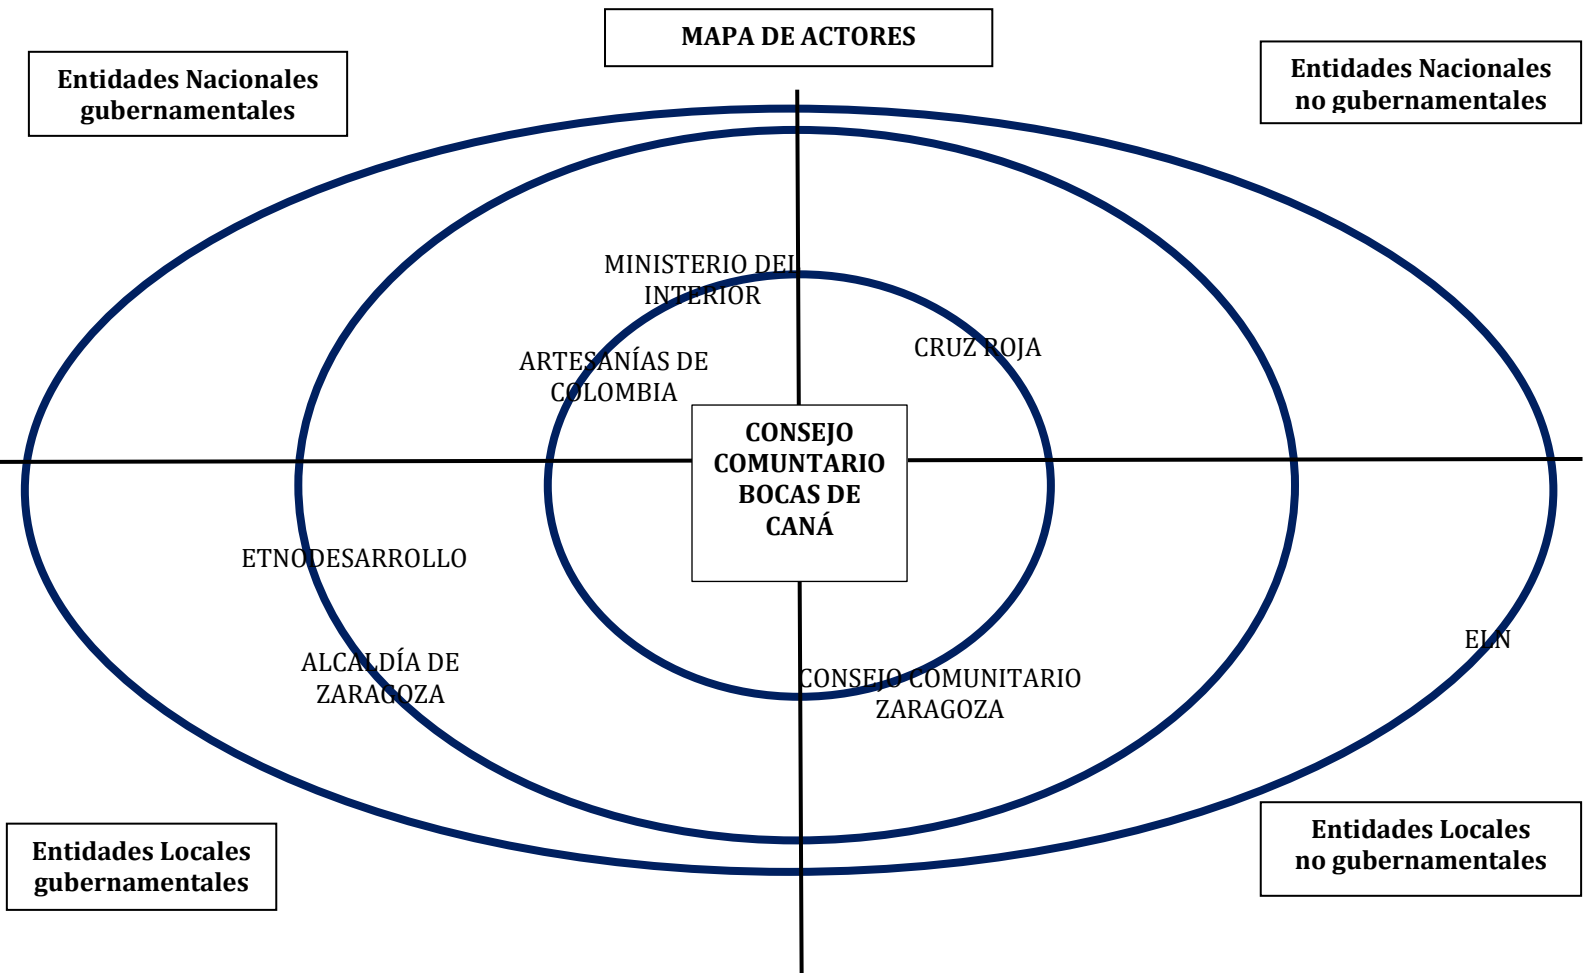 MAPA DE ACTORES
Entidades Nacionales
gubernamentales
Entidades Nacionales
no gubernamentales
MINISTERIO DEL
INTERIOR
CRUZ ROJA
ARTESANÍAS DE
COLOMBIA
CONSEJO
COMUNTARIO
BOCAS DE
CANÁ
ETNODESARROLLO
ELN
ALCALDÍA DE
ZARAGOZA
CONSEJO COMUNITARIO
ZARAGOZA
Entidades Locales
gubernamentales
Entidades Locales
no gubernamentales